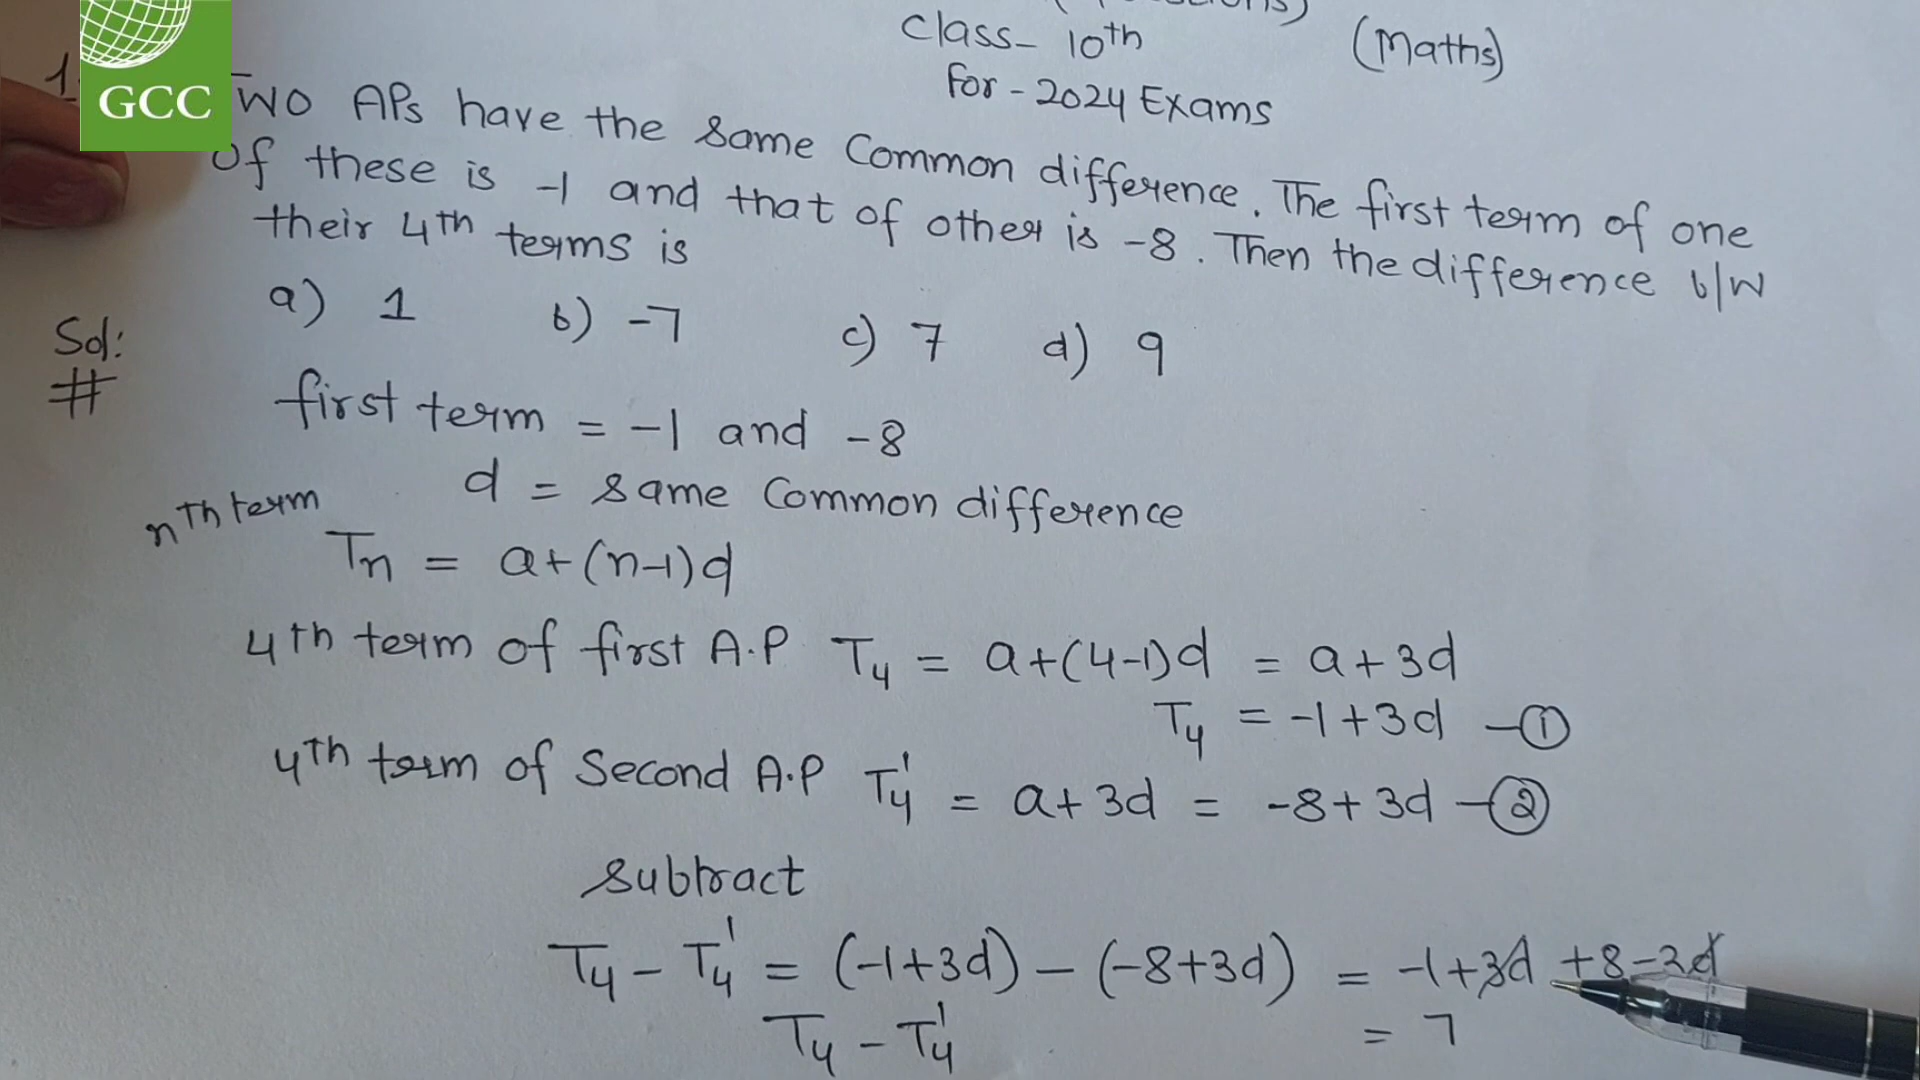 Class- 10th (Maths)
For - 2024 Exams
GCC
1.
Two APs have the same Common difference. The first term of one
Of these is -1 and that of other is -8. Then the difference b/w
their 4th terms is
a) 1 b) -7 c) 7 d) 9
Sol:
#
first term = -1 and -8
d = same Common difference
nTh term
Tn = a+(n-1)d
4th term of first A.P T4 = a+(4-1)d = a+3d
T4 = -1+3d -①
4th term of Second A.P T4' = a+3d = -8+3d -②
subtract
T4 - T4' = (-1+3d) - (-8+3d) = -1+3d +8-3d
T4 - T4' = 7